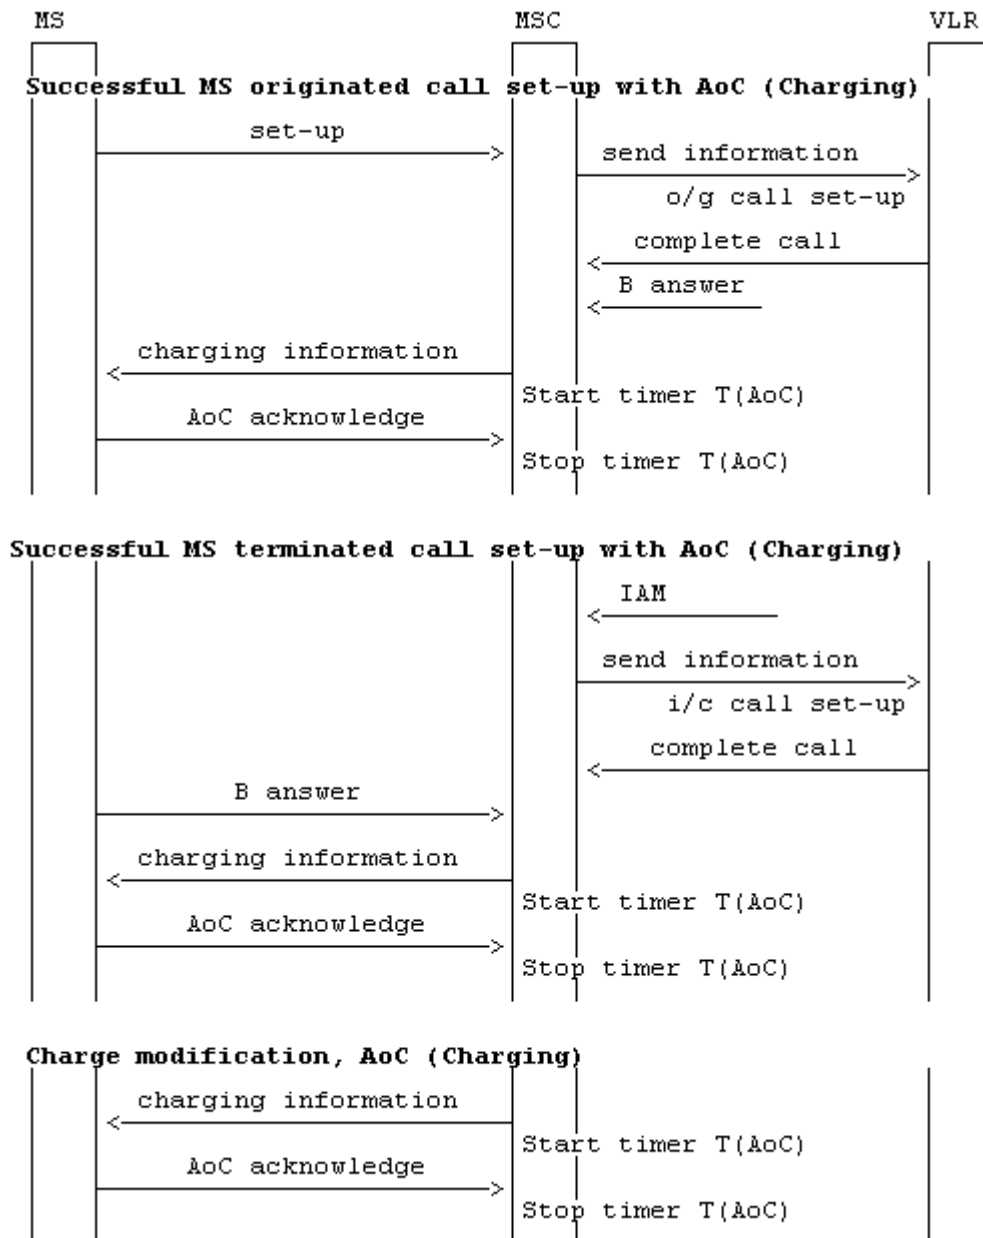 MS MSC VLR
Successful MS originated call set-up with AoC (Charging)
set-up
send information
o/g call set-up
complete call
B answer
charging information
Start timer T(AoC)
AoC acknowledge
Stop timer T(AoC)
Successful MS terminated call set-up with AoC (Charging)
IAM
send information
i/c call set-up
complete call
B answer
charging information
Start timer T(AoC)
AoC acknowledge
Stop timer T(AoC)
Charge modification, AoC (Charging)
charging information
Start timer T(AoC)
AoC acknowledge
Stop timer T(AoC)